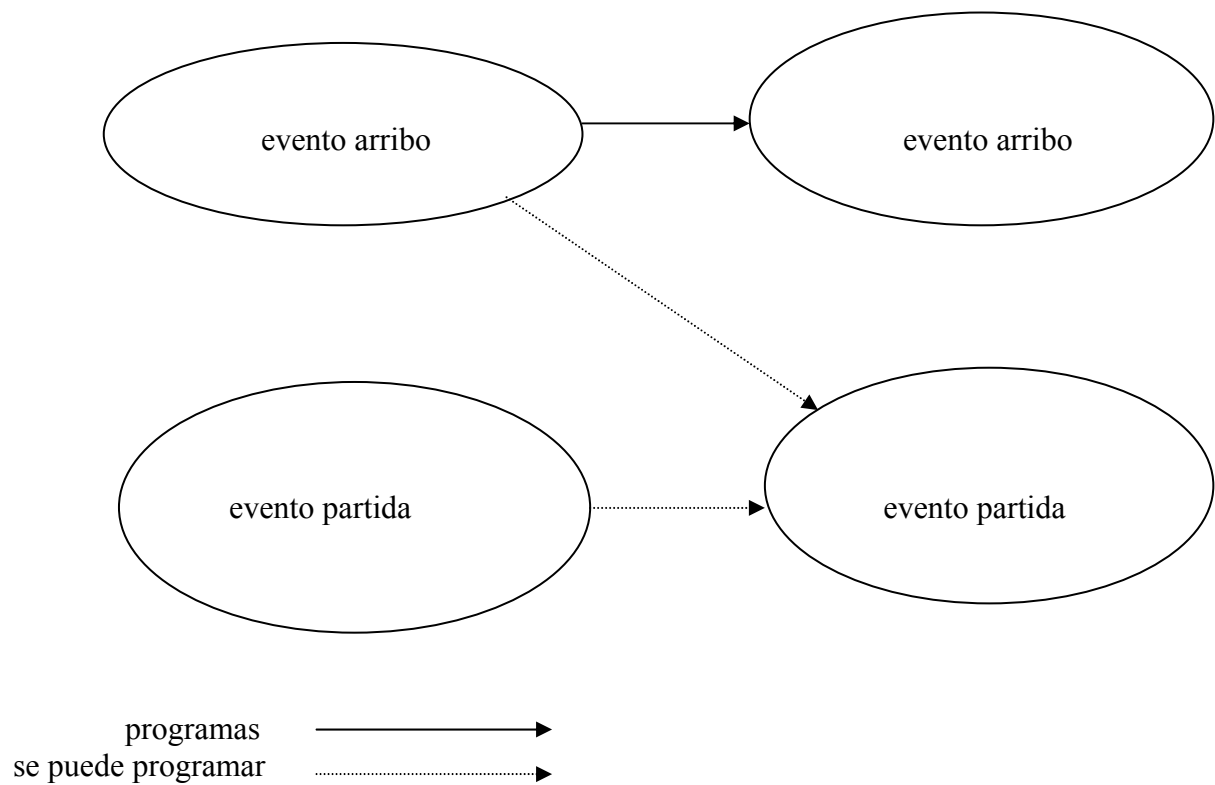 evento arribo
evento arribo
evento partida
evento partida
programas
se puede programar